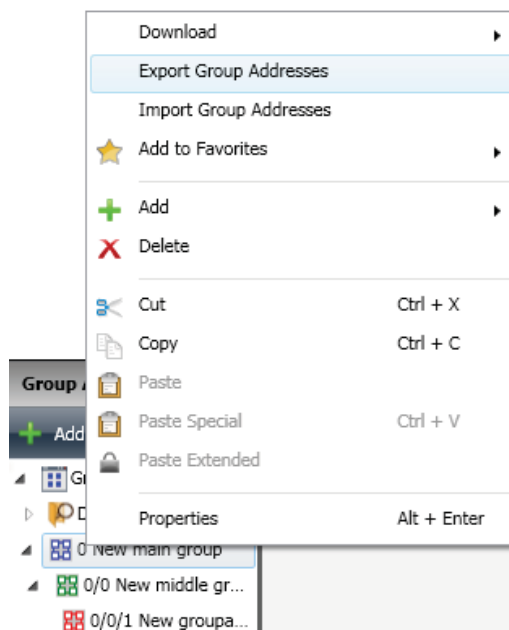 Download
Export Group Addresses
Import Group Addresses
Add to Favorites
Add
Delete
Cut Ctrl + X
Copy Ctrl + C
Paste
Paste Special Ctrl + V
Paste Extended
Properties Alt + Enter
Group
Add
0 New main group
0/0 New middle gr...
0/0/1 New groupa...